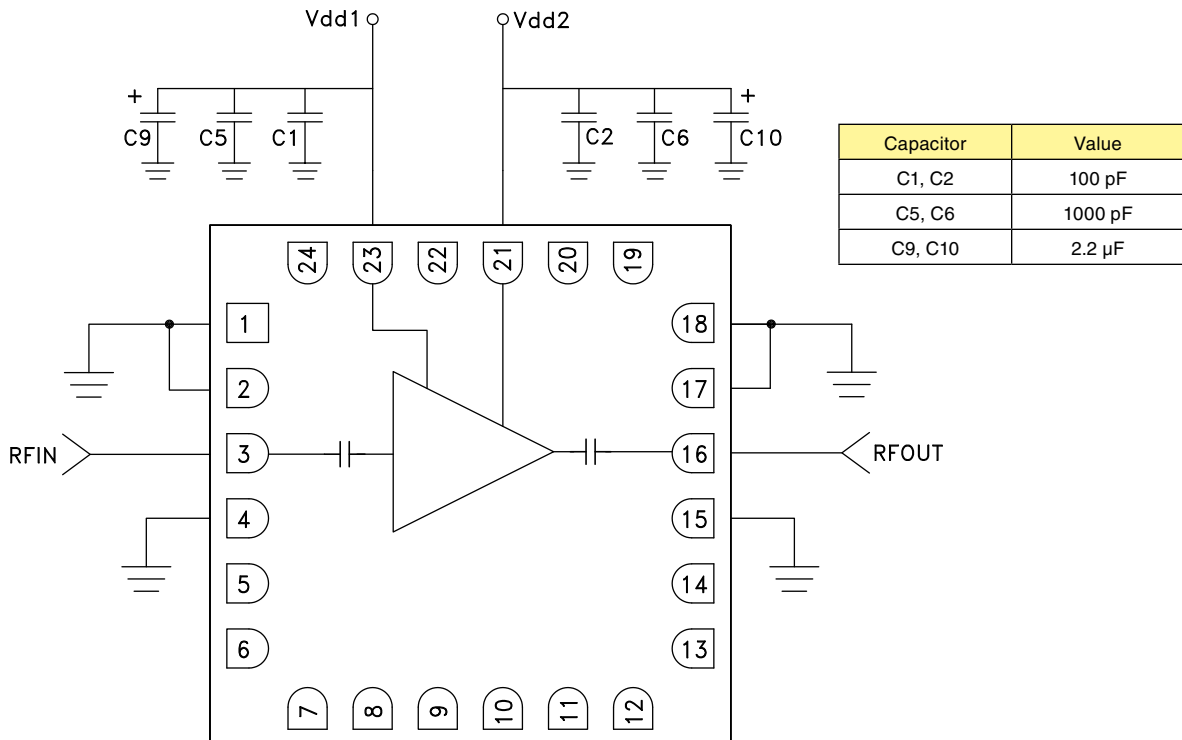 Vdd1
Vdd2
+
C9
C5
C1
C2
C6
+
C10
Capacitor Value
C1, C2 100 pF
C5, C6 1000 pF
C9, C10 2.2 µF
24 23 22 21 20 19
1
18
2
17
RFIN
3
16
RFOUT
4
15
5
14
6
13
7 8 9 10 11 12